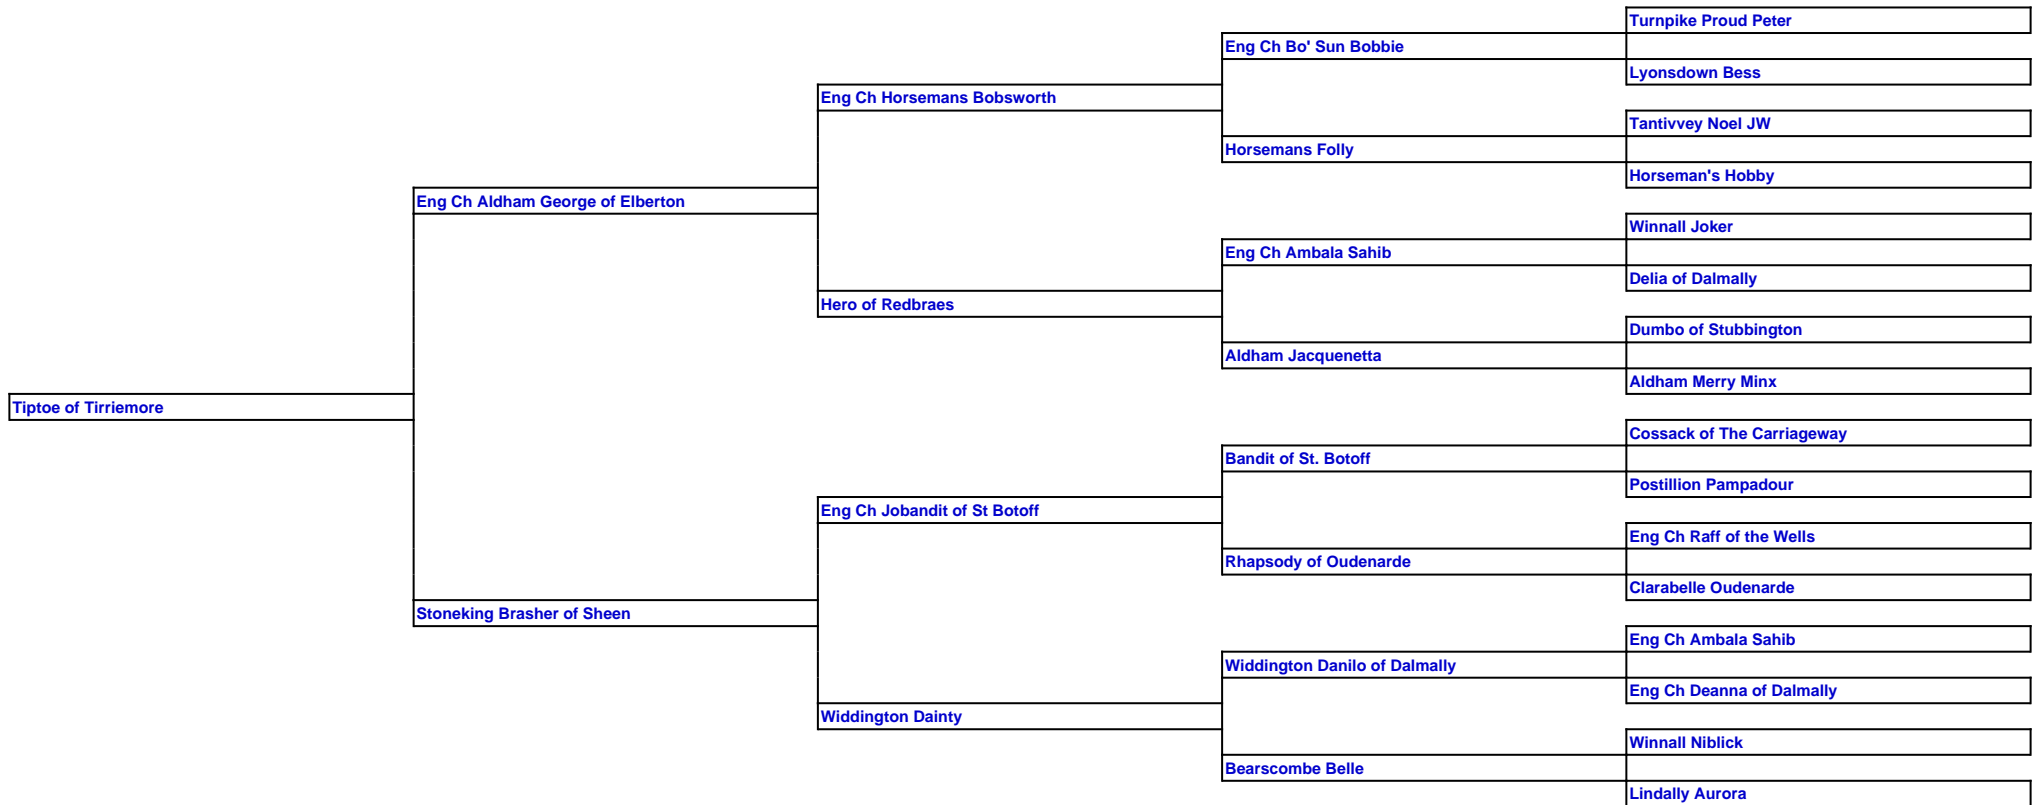 Turnpike Proud Peter
Eng Ch Bo' Sun Bobbie
Lyonsdown Bess
Eng Ch Horsemans Bobsworth
Tantivvey Noel JW
Horsemans Folly
Horseman's Hobby
Eng Ch Aldham George of Elberton
Winnall Joker
Eng Ch Ambala Sahib
Delia of Dalmally
Hero of Redbraes
Dumbo of Stubbington
Aldham Jacquenetta
Aldham Merry Minx
Tiptoe of Tirriemore
Cossack of The Carriageway
Bandit of St. Botoff
Postillion Pampadour
Eng Ch Jobandit of St Botoff
Eng Ch Raff of the Wells
Rhapsody of Oudenarde
Clarabelle Oudenarde
Stoneking Brasher of Sheen
Eng Ch Ambala Sahib
Widdington Danilo of Dalmally
Eng Ch Deanna of Dalmally
Widdington Dainty
Winnall Niblick
Bearscombe Belle
Lindally Aurora